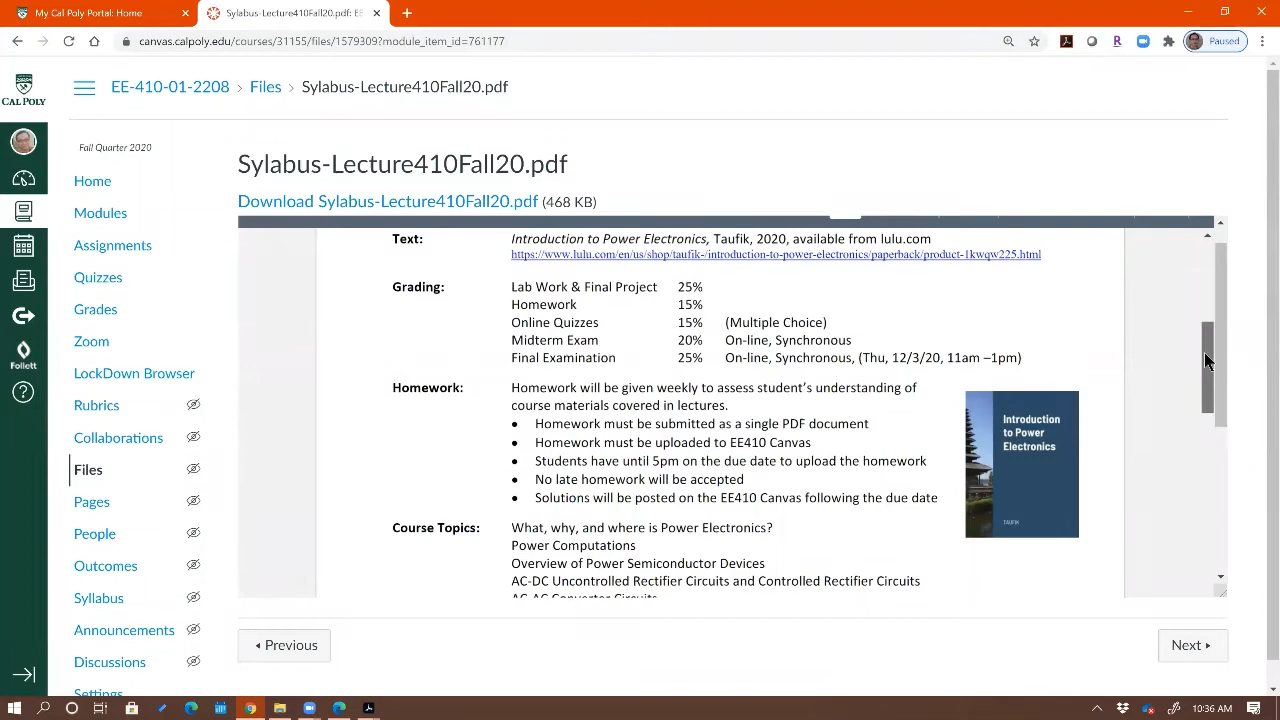 My Cal Poly Portal: Home
Sylabus-Lecture410Fall20.pdf: EE
canvas.calpoly.edu/courses/31155/files/1579309?module_item_id=761177
Paused
CAL POLY
EE-410-01-2208 › Files › Sylabus-Lecture410Fall20.pdf
Fall Quarter 2020
Home
Modules
Assignments
Quizzes
Grades
Zoom
Follett
LockDown Browser
Rubrics
Collaborations
Files
Pages
People
Outcomes
Syllabus
Announcements
Discussions
Settings
Sylabus-Lecture410Fall20.pdf
Download Sylabus-Lecture410Fall20.pdf (468 KB)
Text: Introduction to Power Electronics, Taufik, 2020, available from lulu.com
https://www.lulu.com/en/us/shop/taufik-/introduction-to-power-electronics/paperback/product-1kwqw225.html
Grading: Lab Work & Final Project 25%
Homework 15%
Online Quizzes 15% (Multiple Choice)
Midterm Exam 20% On-line, Synchronous
Final Examination 25% On-line, Synchronous, (Thu, 12/3/20, 11am –1pm)
Homework: Homework will be given weekly to assess student's understanding of
course materials covered in lectures.
• Homework must be submitted as a single PDF document
• Homework must be uploaded to EE410 Canvas
• Students have until 5pm on the due date to upload the homework
• No late homework will be accepted
• Solutions will be posted on the EE410 Canvas following the due date
Introduction
to Power
Electronics
TAUFIK
Course Topics: What, why, and where is Power Electronics?
Power Computations
Overview of Power Semiconductor Devices
AC-DC Uncontrolled Rectifier Circuits and Controlled Rectifier Circuits
AC-AC Converter Circuits
Previous
Next
10:36 AM